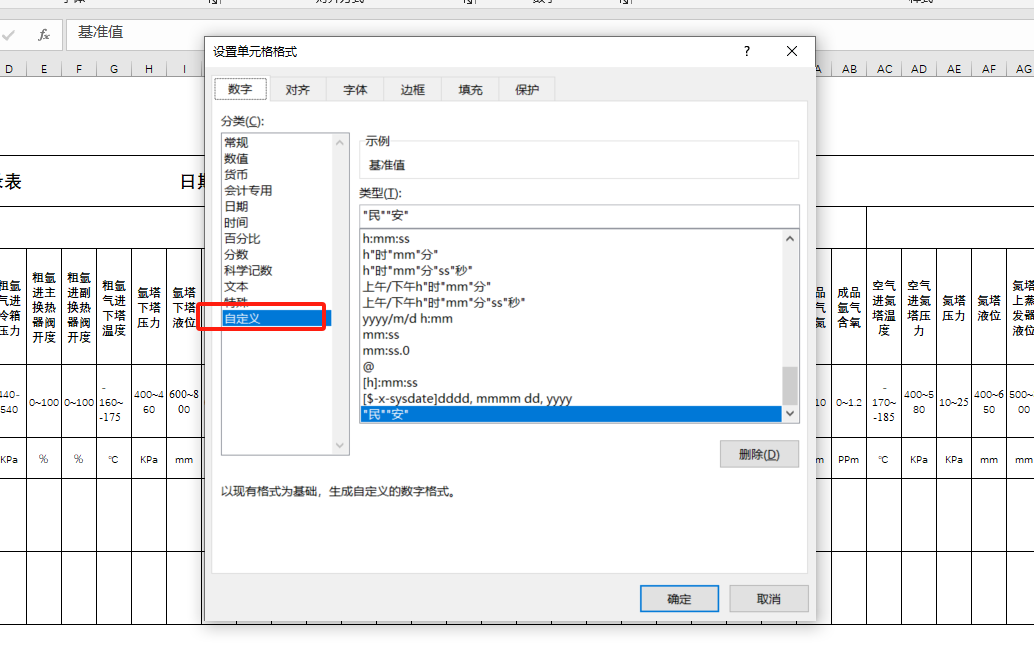 基准值
D E F G H I
AB AC AD AE AF AG
设置单元格格式
?
数字 对齐 字体 边框 填充 保护
分类(C):
常规
数值
货币
会计专用
日期
时间
百分比
分数
科学记数
文本
特殊
自定义
示例
基准值
类型(T):
"民""安"
h:mm:ss
h"时"mm"分"
h"时"mm"分"ss"秒"
上午/下午h"时"mm"分"
上午/下午h"时"mm"分"ss"秒"
yyyy/m/d h:mm
mm:ss
mm:ss.0
@
[h]:mm:ss
[$-x-sysdate]dddd, mmmm dd, yyyy
"民""安"
删除(D)
以现有格式为基础，生成自定义的数字格式。
确定 取消
表
日期
粗氩
气进
冷箱
压力
粗氩
进主
换热
器阀
开度
粗氩
进副
换热
器阀
开度
粗氩
气进
下塔
温度
氩塔
下塔
压力
氩塔
下塔
液位
成品
氩气
含氧
空气
进氮
塔温
度
空气
进氮
塔压
力
氮塔
压力
氮塔
液位
氮塔
上蒸
发器
液位
540
0~100
0~100
-
160~
-175
400~4
60
600~8
00
0~1.2
-
170~
-185
400~5
80
10~25
400~6
50
500~
00
KPa % % ℃ KPa mm
PPm ℃ KPa KPa mm mm